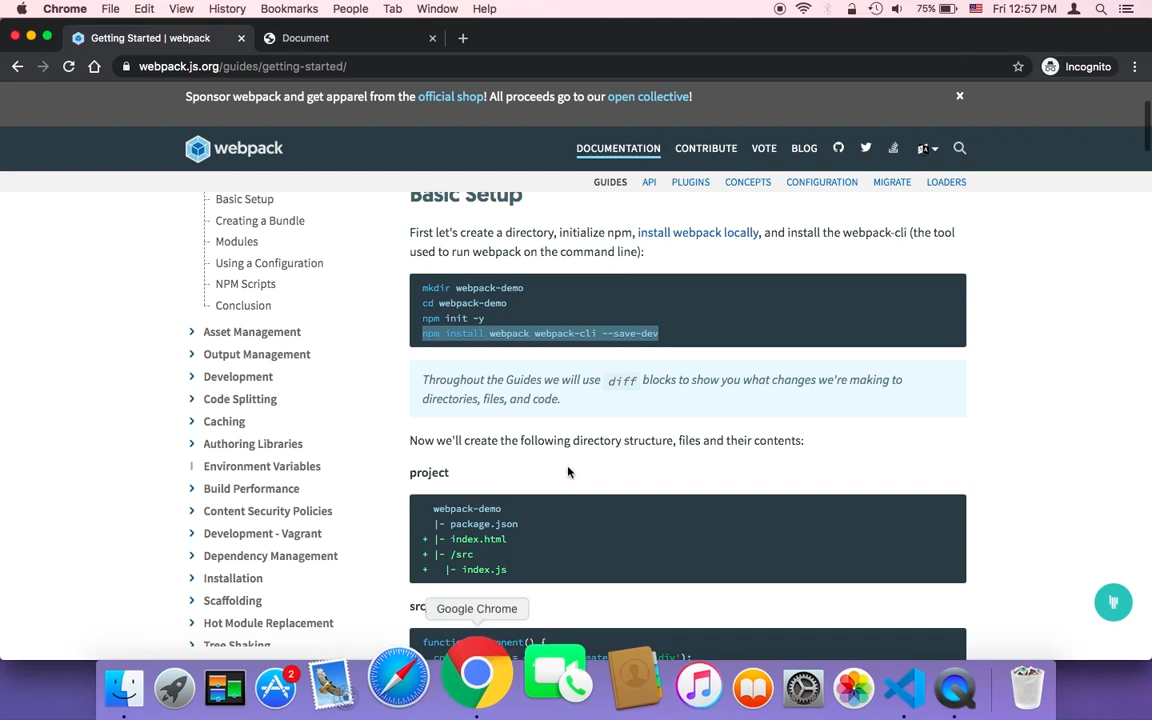 Chrome File Edit View History Bookmarks People Tab Window Help 75% Fri 12:57 PM
Getting Started | webpack Document
webpack.js.org/guides/getting-started/ Incognito
Sponsor webpack and get apparel from the official shop! All proceeds go to our open collective!
webpack DOCUMENTATION CONTRIBUTE VOTE BLOG
GUIDES API PLUGINS CONCEPTS CONFIGURATION MIGRATE LOADERS
Basic Setup
Creating a Bundle
Modules
Using a Configuration
NPM Scripts
Conclusion
Asset Management
Output Management
Development
Code Splitting
Caching
Authoring Libraries
Environment Variables
Build Performance
Content Security Policies
Development - Vagrant
Dependency Management
Installation
Scaffolding
Hot Module Replacement
Tree Shaking
Basic Setup
First let's create a directory, initialize npm, install webpack locally, and install the webpack-cli (the tool
used to run webpack on the command line):
mkdir webpack-demo
cd webpack-demo
npm init -y
npm install webpack webpack-cli --save-dev
Throughout the Guides we will use diff blocks to show you what changes we're making to
directories, files, and code.
Now we'll create the following directory structure, files and their contents:
project
webpack-demo
|- package.json
+ |- index.html
+ |- /src
+ |- index.js
src
Google Chrome
2